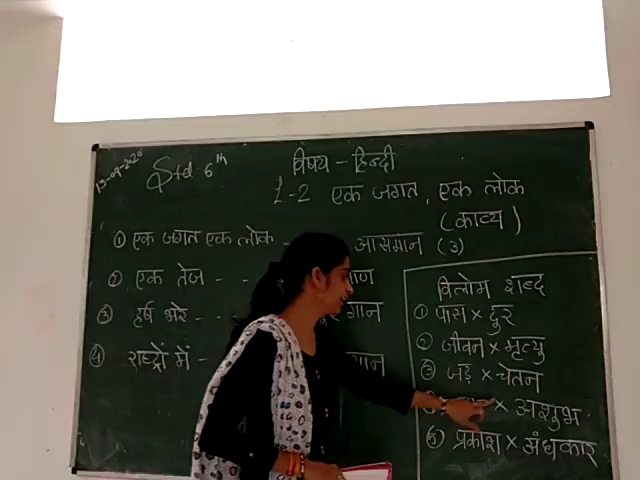 13-09-2020
Std 6th
विषय - हिन्दी
1-2 एक जगत, एक लोक
(काव्य)
① एक जगत एक लोक - आसमान (3)
② एक तेज - -
③ हर्ष भरे - - गान
④ राष्ट्रों में - गान
विलोम शब्द
① पास × दुर
② जीवन × मृत्यु
③ जड़ × चेतन
× अशुभ
⑤ प्रकाश × अंधकार